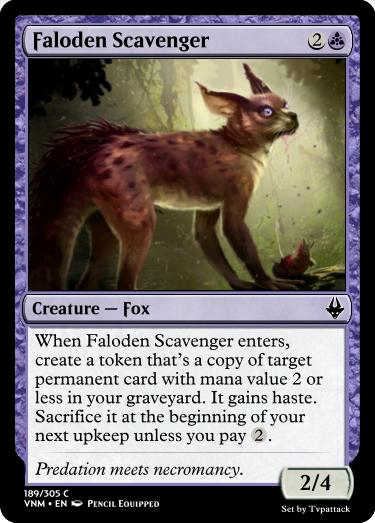 Faloden Scavenger 2
Creature — Fox
When Faloden Scavenger enters,
create a token that's a copy of target
permanent card with mana value 2 or
less in your graveyard. It gains haste.
Sacrifice it at the beginning of your
next upkeep unless you pay 2.
Predation meets necromancy.
2/4
189/305 C
VNM • EN Pencil Equipped
Set by Tvpattack